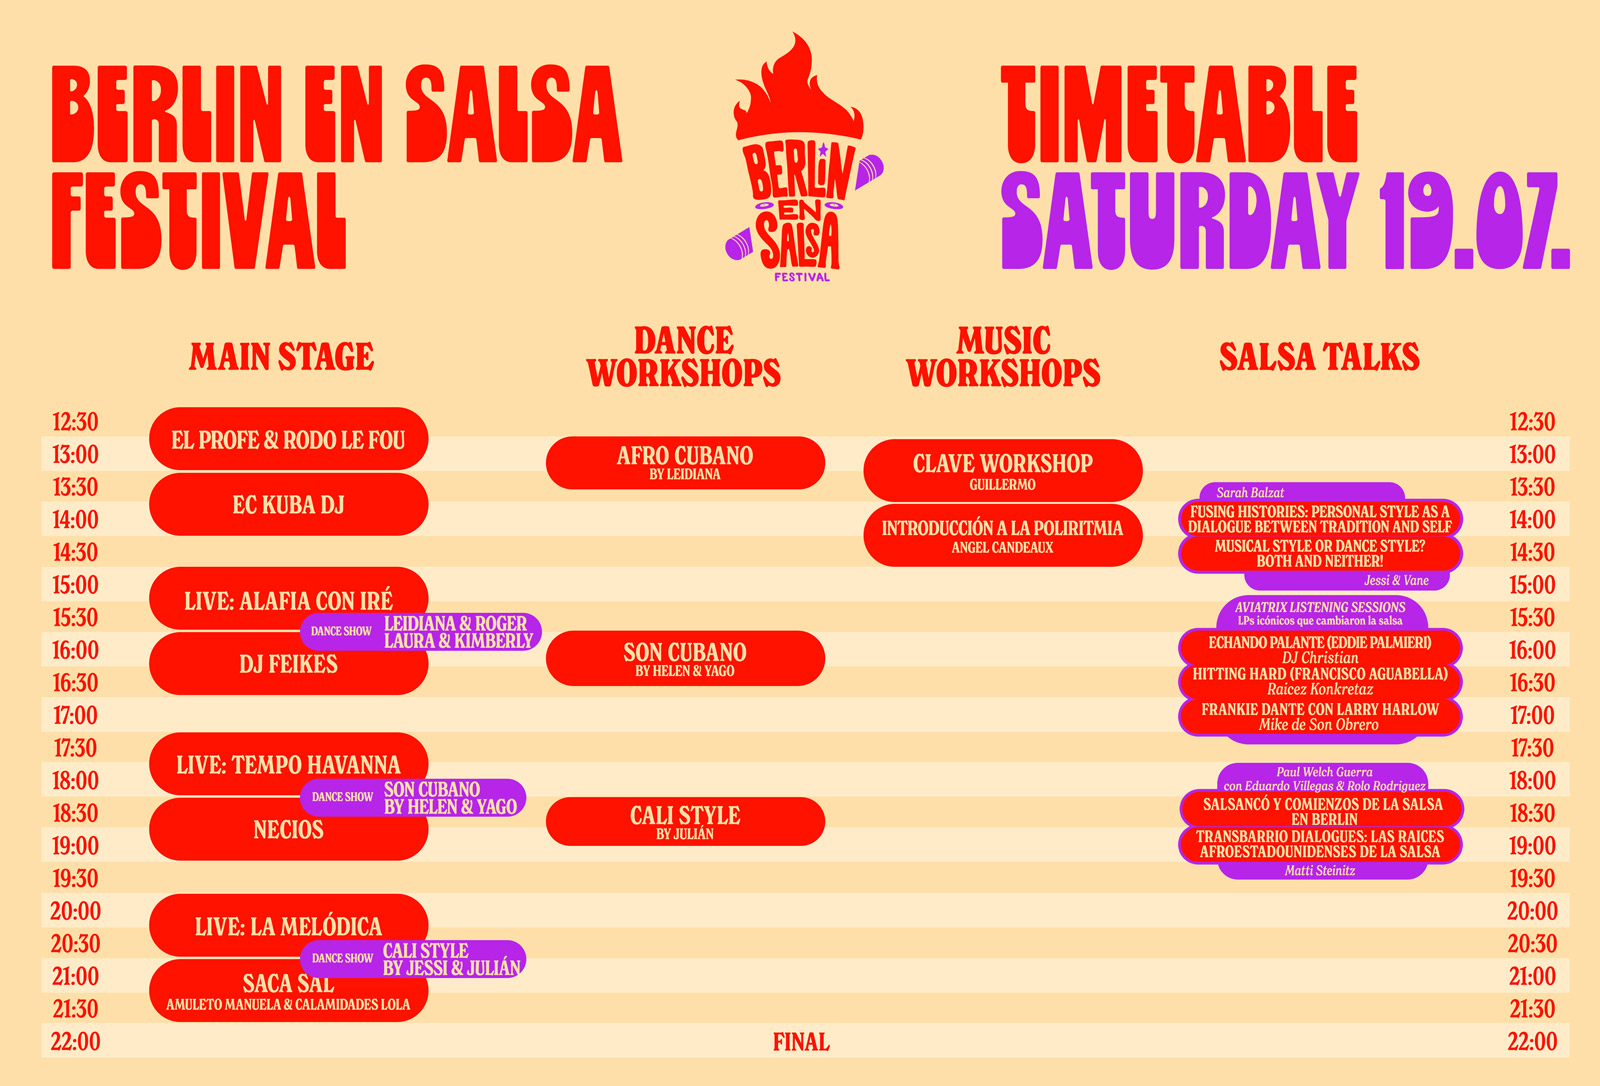 BERLIN EN SALSA
FESTIVAL
BERLIN
EN
SALSA
FESTIVAL
TIMETABLE
SATURDAY 19.07.
MAIN STAGE
DANCE
WORKSHOPS
MUSIC
WORKSHOPS
SALSA TALKS
12:30
13:00
13:30
14:00
14:30
15:00
15:30
16:00
16:30
17:00
17:30
18:00
18:30
19:00
19:30
20:00
20:30
21:00
21:30
22:00
EL PROFE & RODO LE FOU
EC KUBA DJ
LIVE: ALAFIA CON IRÉ
DANCE SHOW
LEIDIANA & ROGER
LAURA & KIMBERLY
DJ FEIKES
LIVE: TEMPO HAVANNA
DANCE SHOW
SON CUBANO
BY HELEN & YAGO
NECIOS
LIVE: LA MELÓDICA
DANCE SHOW
CALI STYLE
BY JESSI & JULIÁN
SACA SAL
AMULETO MANUELA & CALAMIDADES LOLA
AFRO CUBANO
BY LEIDIANA
SON CUBANO
BY HELEN & YAGO
CALI STYLE
BY JULIÁN
CLAVE WORKSHOP
GUILLERMO
INTRODUCCIÓN A LA POLIRITMIA
ANGEL CANDEAUX
Sarah Balzat
FUSING HISTORIES: PERSONAL STYLE AS A
DIALOGUE BETWEEN TRADITION AND SELF
MUSICAL STYLE OR DANCE STYLE?
BOTH AND NEITHER!
Jessi & Vane
AVIATRIX LISTENING SESSIONS
LPs icónicos que cambiaron la salsa
ECHANDO PALANTE (EDDIE PALMIERI)
DJ Christian
HITTING HARD (FRANCISCO AGUABELLA)
Raicez Konkretaz
FRANKIE DANTE CON LARRY HARLOW
Mike de Son Obrero
Paul Welch Guerra
con Eduardo Villegas & Rolo Rodriguez
SALSANCÓ Y COMIENZOS DE LA SALSA
EN BERLIN
TRANSBARRIO DIALOGUES: LAS RAICES
AFROESTADOUNIDENSES DE LA SALSA
Matti Steinitz
12:30
13:00
13:30
14:00
14:30
15:00
15:30
16:00
16:30
17:00
17:30
18:00
18:30
19:00
19:30
20:00
20:30
21:00
21:30
22:00
FINAL